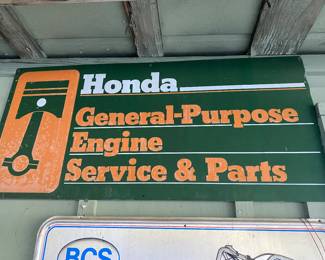 Honda
General-Purpose
Engine
Service & Parts
BCS